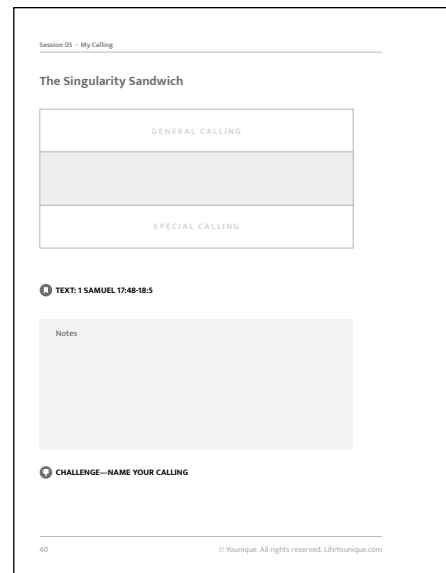 Session 05 · My Calling
The Singularity Sandwich
GENERAL CALLING
SPECIAL CALLING
TEXT: 1 SAMUEL 17:48-18:5
Notes
CHALLENGE—NAME YOUR CALLING
40 © Younique. All rights reserved. LifeYounique.com